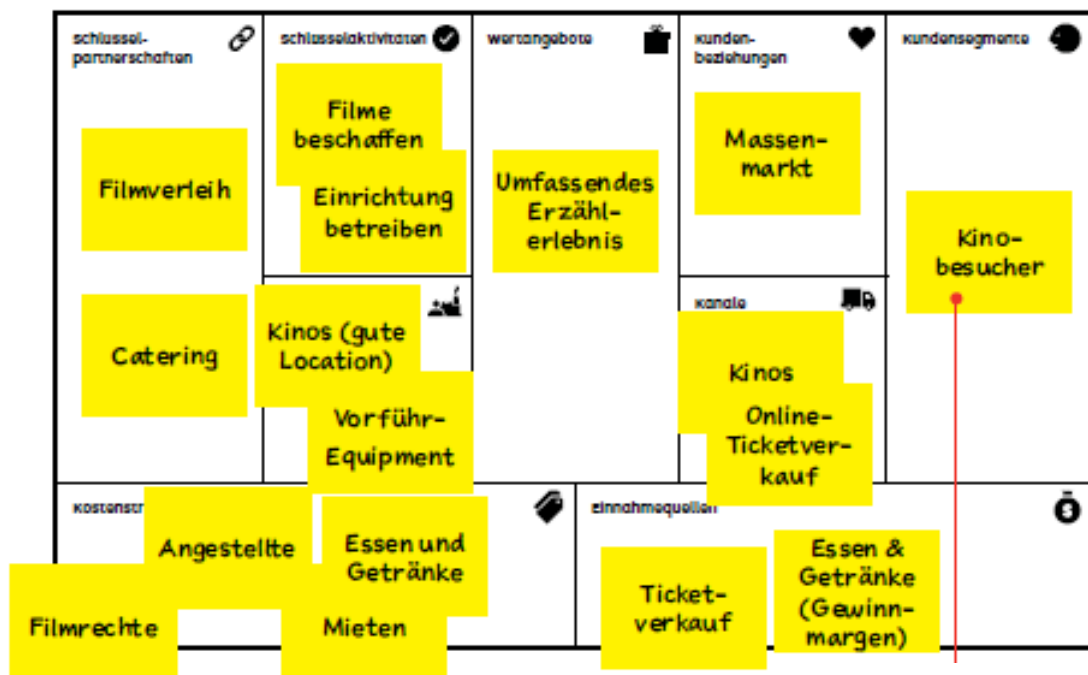 schlüssel-
partnerschaften
Filmverleih
Catering
schlüsselaktivitäten
Filme
beschaffen
Einrichtung
betreiben
Kinos (gute
Location)
Vorführ-
Equipment
wertangebote
Umfassendes
Erzähl-
erlebnis
kunden-
beziehungen
Massen-
markt
kanäle
Kinos
Online-
Ticketver-
kauf
kundensegmente
Kino-
besucher
Angestellte
Essen und
Getränke
Filmrechte
Mieten
einnahmequellen
Ticket-
verkauf
Essen &
Getränke
(Gewinn-
margen)